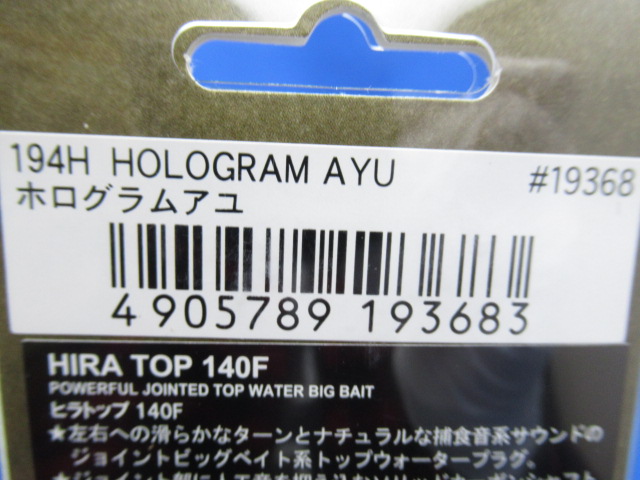 194H HOLOGRAM AYU #19368
ホログラムアユ
4 905789 193683
HIRA TOP 140F
POWERFUL JOINTED TOP WATER BIG BAIT
ヒラトップ 140F
★左右への滑らかなターンとナチュラルな捕食音系サウンドの
ジョイントビッグベイト系トップウォータープラグ。